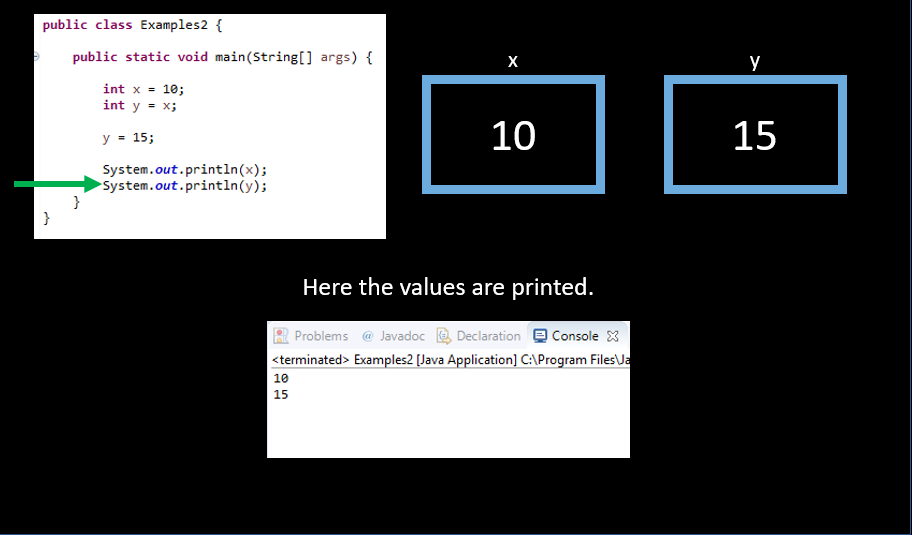 public class Examples2 {
public static void main(String[] args) {
int x = 10;
int y = x;
y = 15;
System.out.println(x);
System.out.println(y);
}
}
x
10
y
15
Here the values are printed.
Problems @ Javadoc Declaration Console
<terminated> Examples2 [Java Application] C:\Program Files\Ja
10
15